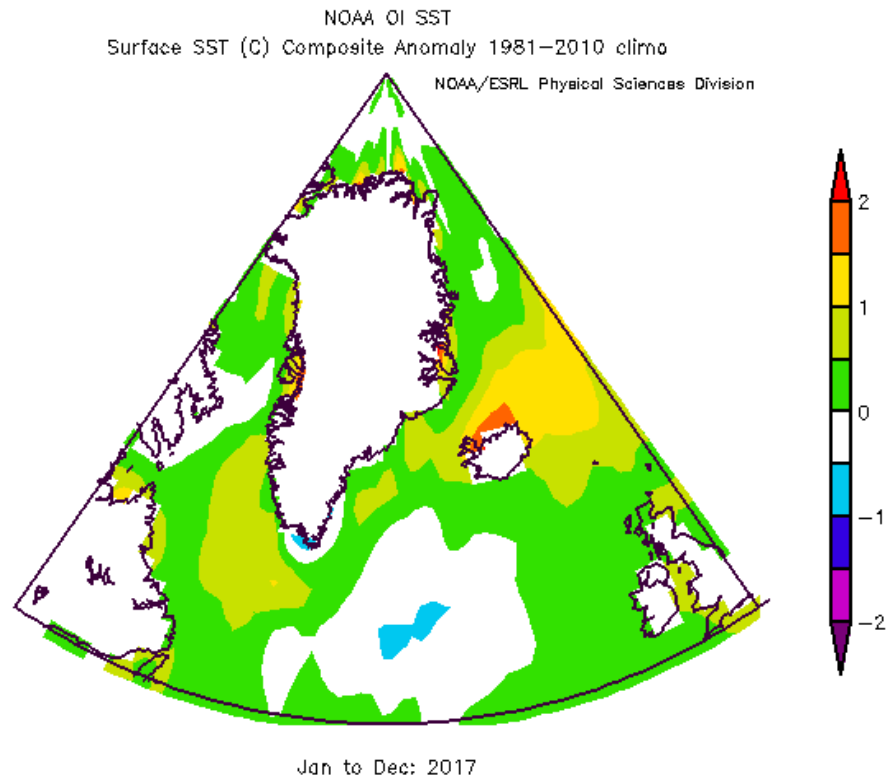 NOAA OI SST
Surface SST (C) Composite Anomaly 1981-2010 climo
NOAA/ESRL Physical Sciences Division
2
1
0
-1
-2
Jan to Dec: 2017